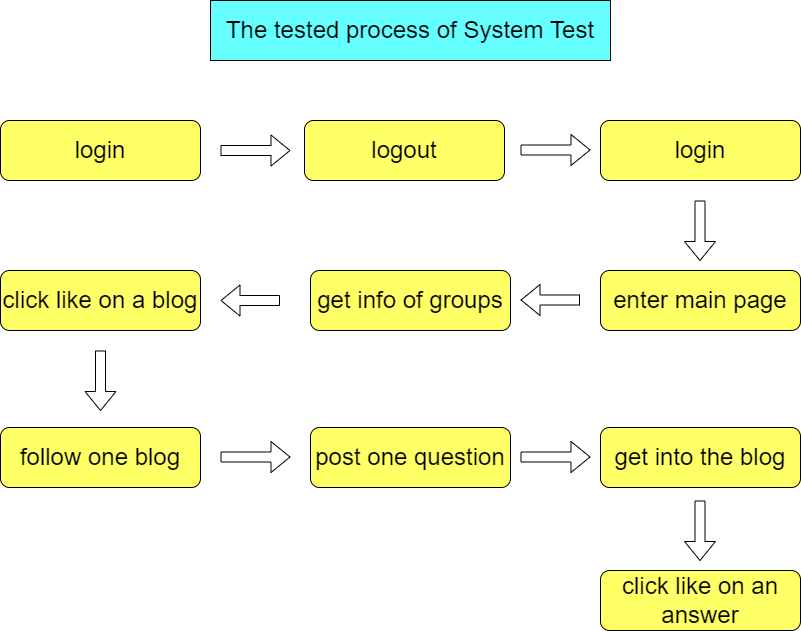 The tested process of System Test
login
logout
login
enter main page
get info of groups
click like on a blog
follow one blog
post one question
get into the blog
click like on an
answer